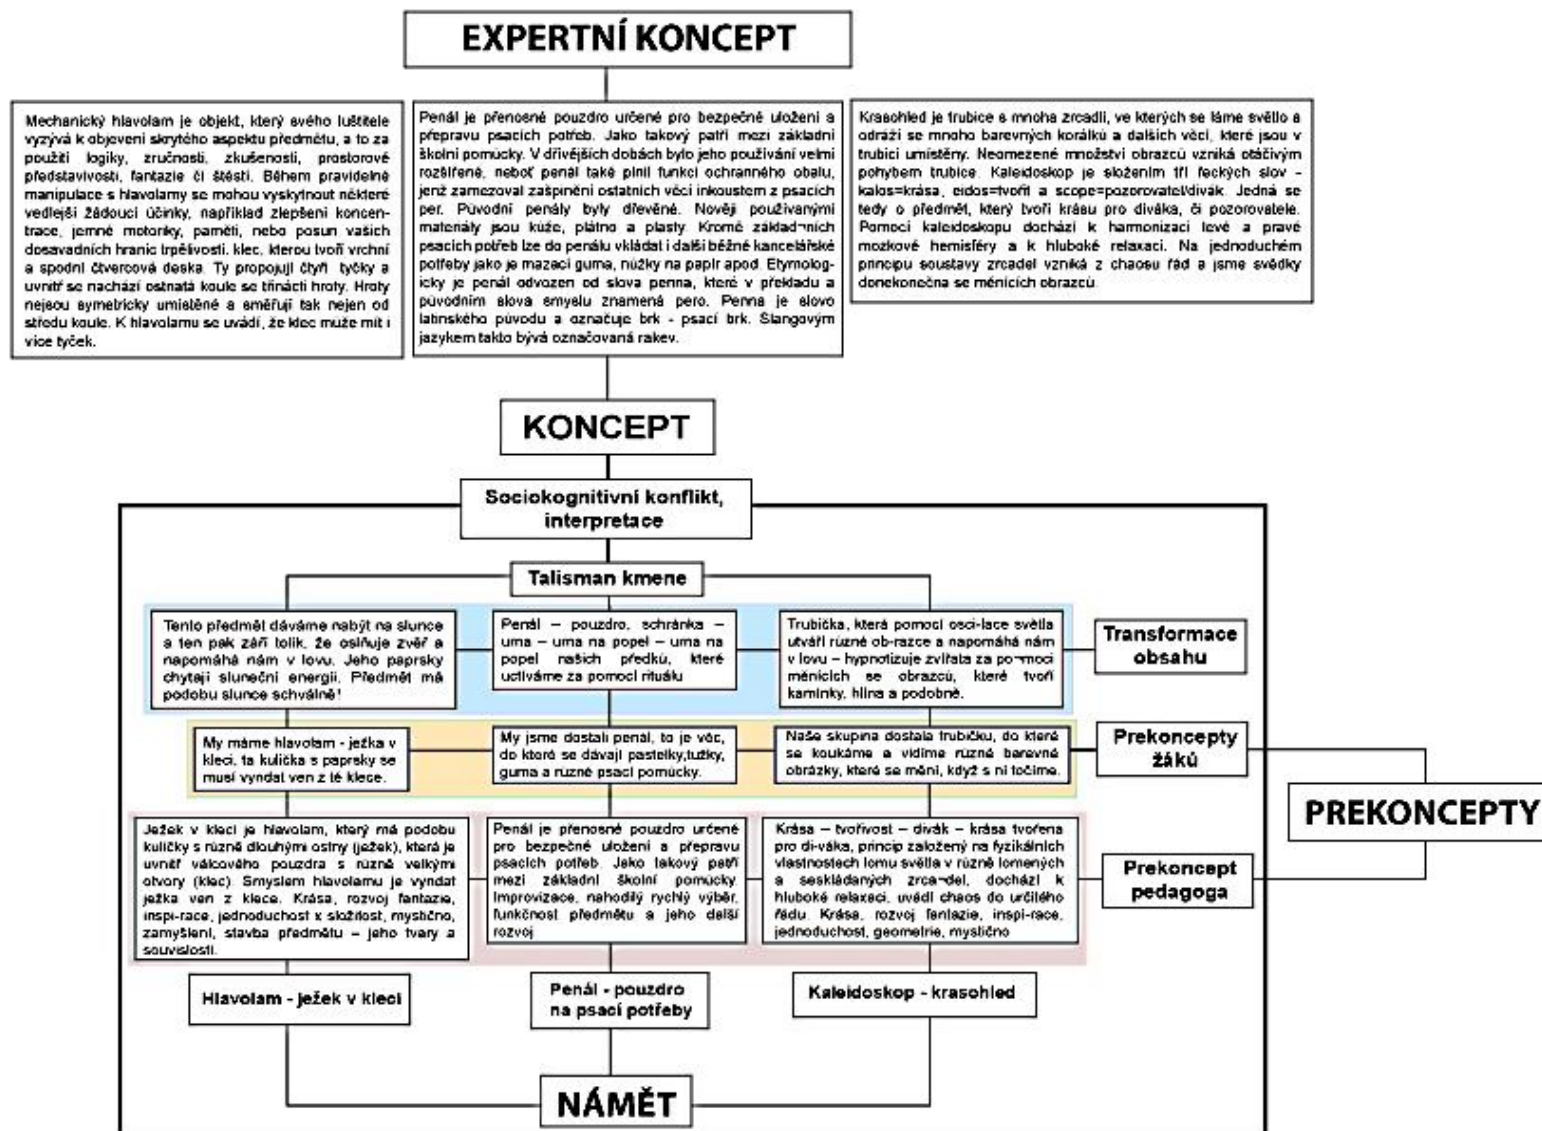 EXPERTNÍ KONCEPT
Mechanický hlavolam je objekt, který svého luštitele
vyzývá k objevení skrytého aspektu předmětu, a to za
použití logiky, zručnosti, zkušenosti, prostorové
představivosti, fantazie či štěstí. Během pravidelné
manipulace s hlavolamy se mohou vyskytnout některé
vedlejší žádoucí účinky, například zlepšení koncen-
trace, jemné motoriky, paměti, nebo posun vašich
dosavadních hranic trpělivosti. klec, kterou tvoří vrchní
a spodní čtvercová deska. Ty propojují čtyři tyčky a
uvnitř se nachází ostnatá koule se třinácti hroty. Hroty
nejsou symetricky umistěné a směřují tak nejen od
středu koule. K hlavolamu se uvádí, že klec může mít i
více tyček.
Penál je přenosné pouzdro určené pro bezpečné uložení a
přepravu psacích potřeb. Jako takový patří mezi základní
školní pomůcky. V dřívějších dobách bylo jeho používání velmi
rozšířené, neboť penál také plnil funkci ochranného obalu,
jenž zamezoval zašpinění ostatních věcí inkoustem z psacích
per. Původní penály byly dřevěné. Nověji používanými
materiály jsou kůže, plátno a plasty. Kromě základ¬ních
psacích potřeb lze do penálu vkládat i další běžné kancelářské
potřeby jako je mazací guma, nůžky na papír apod. Etymolog-
icky je penál odvozen od slova penna, které v překladu a
původním slova smyslu znamená pero. Penna je slovo
latinského původu a označuje brk - psací brk. Slangovým
jazykem takto bývá označovaná rakev.
Krasohled je trubice s mnoha zrcadli, ve kterých se láme světlo a
odráží se mnoho barevných korálků a dalších věcí, které jsou v
trubici umístěny. Neomezené množství obrazců vzniká otáčivým
pohybem trubice. Kaleidoskop je složením tří řeckých slov -
kalos=krása, eidos=tvořit a scope=pozorovatel/divák. Jedná se
tedy o předmět, který tvoří krásu pro diváka, či pozorovatele.
Pomocí kaleidoskopu dochází k harmonizaci levé a pravé
mozkové hemisféry a k hluboké relaxaci. Na jednoduchém
principu soustavy zrcadel vzniká z chaosu řád a jsme svědky
donekonečna se měnících obrazců.
KONCEPT
Sociokognitivní konflikt,
interpretace
Talisman kmene
Tento předmět dáváme nabýt na slunce
a ten pak září tolik, že oslňuje zvěř a
napomáhá nám v lovu. Jeho paprsky
chytají sluneční energii. Předmět má
podobu slunce schválně!
Penál – pouzdro, schránka –
urna – urna na popel – urna na
popel našich předků, které
uctíváme za pomocí rituálu
Trubička, která pomocí osci-lace světla
utváří různé ob-razce a napomáhá nám
v lovu – hypnotizuje zvířata za po¬moci
měnících se obrazců, které tvoří
kamínky, hlína a podobně.
Transformace
obsahu
My máme hlavolam - ježka v
kleci, ta kulička s paprsky se
musí vyndat ven z té klece.
My jsme dostali penál, to je věc,
do které se dávají pastelky,tužky,
guma a různé psací pomůcky.
Naše skupina dostala trubičku, do které
se koukáme a vidíme různé barevné
obrázky, které se mění, když s ní točíme.
Prekoncepty
žáků
PREKONCEPTY
Ježek v kleci je hlavolam, který má podobu
kuličky s různě dlouhými ostny (ježek), která je
uvnitř válcového pouzdra s různě velkými
otvory (klec). Smyslem hlavolamu je vyndat
ježka ven z klece. Krása, rozvoj fantazie,
inspi-race, jednoduchost x složitost, mystično,
zamyšlení, stavba předmětu – jeho tvary a
souvislosti.
Penál je přenosné pouzdro určené
pro bezpečné uložení a přepravu
psacích potřeb. Jako takový patří
mezi základní školní pomůcky.
Improvizace, nahodilý rychlý výběr,
funkčnost předmětu a jeho další
rozvoj
Krása – tvořivost – divák – krása tvořena
pro di-váka, princip založený na fyzikálních
vlastnostech lomu světla v různě lomených
a seskládaných zrca¬del, dochází k
hluboké relaxaci, uvádí chaos do určitého
řádu. Krása, rozvoj fantazie, inspi-race,
jednoduchost, geometrie, mystično
Prekoncept
pedagoga
Hlavolam - ježek v kleci
Penál - pouzdro
na psací potřeby
Kaleidoskop - krasohled
NÁMĚT